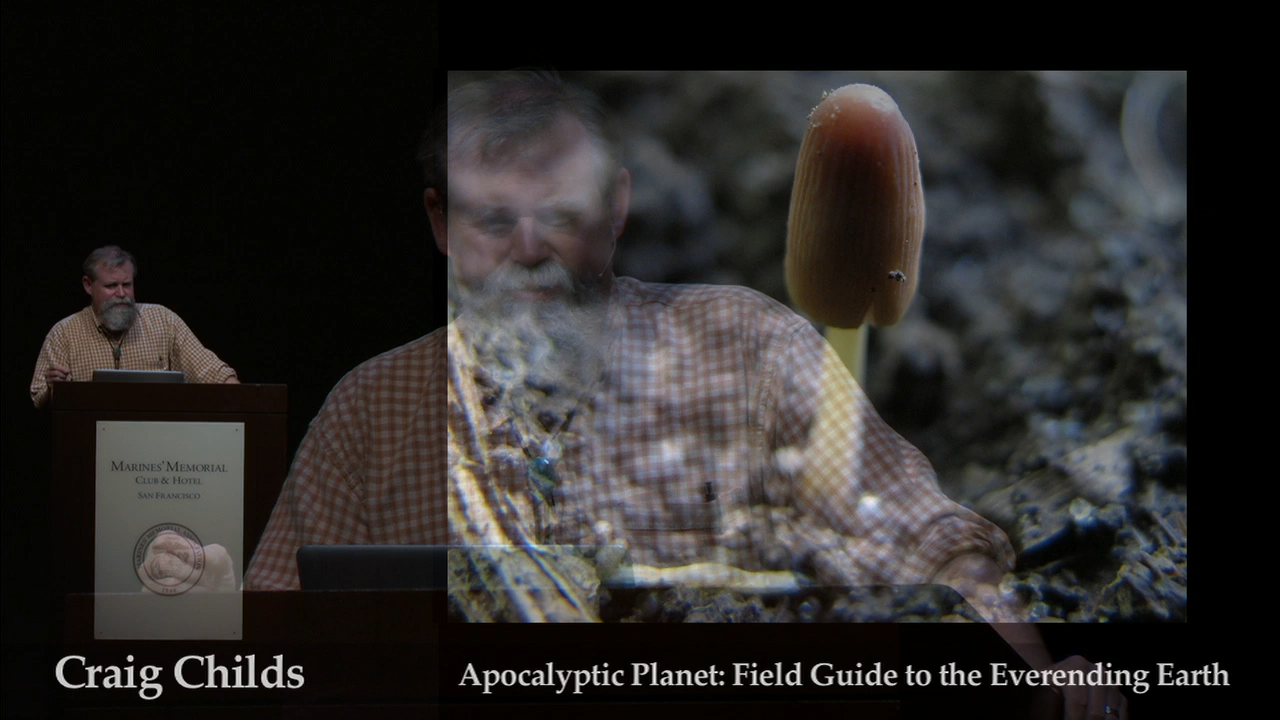 MARINES' MEMORIAL
CLUB & HOTEL
SAN FRANCISCO
Craig Childs
Apocalyptic Planet: Field Guide to the Everending Earth